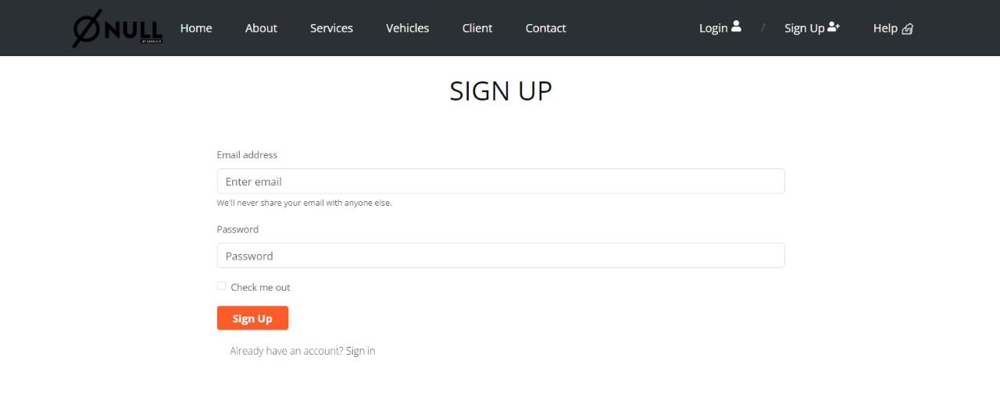 NULL
Home About Services Vehicles Client Contact Login / Sign Up Help
SIGN UP
Email address
Enter email
We'll never share your email with anyone else.
Password
Password
Check me out
Sign Up
Already have an account? Sign in